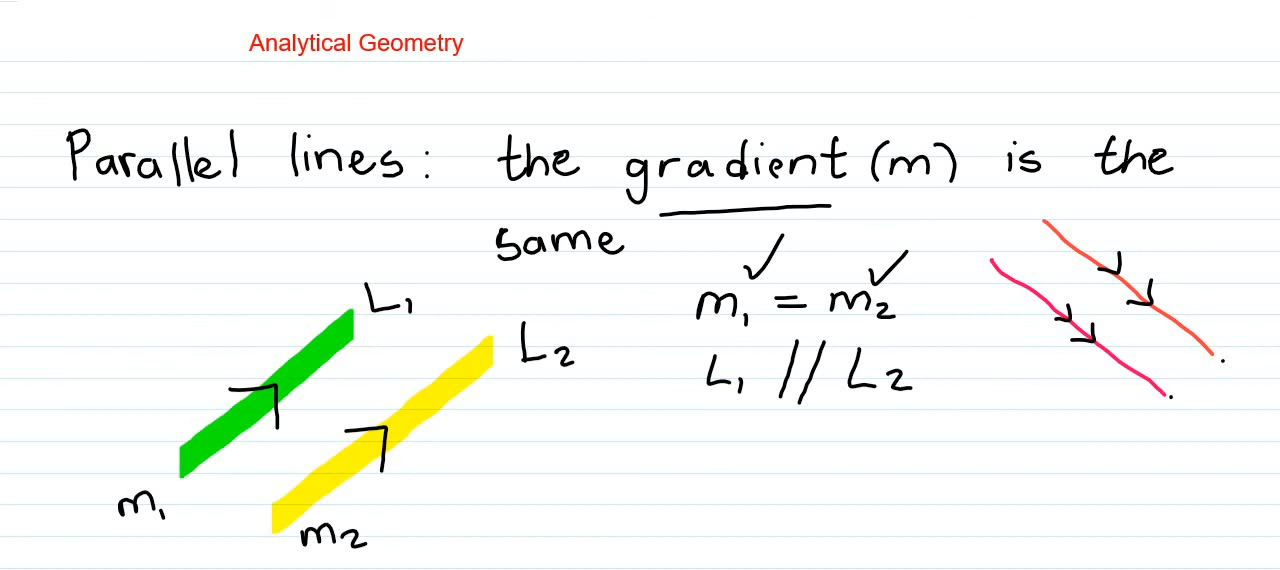 Analytical Geometry
Parallel lines: the gradient (m) is the
same
m₁ = m₂
L₁ // L₂
L₁
L₂
m₁
m₂